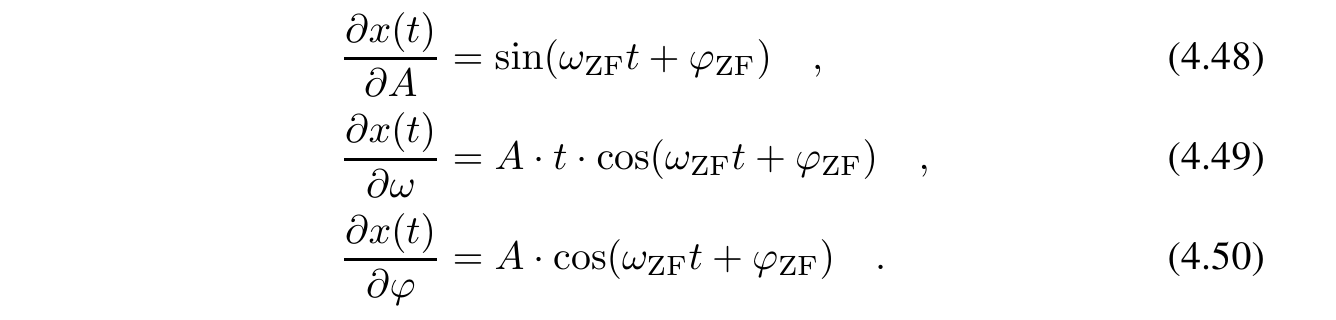 ∂x(t)/∂A = sin(ω_ZF t + φ_ZF) , (4.48)
∂x(t)/∂ω = A · t · cos(ω_ZF t + φ_ZF) , (4.49)
∂x(t)/∂φ = A · cos(ω_ZF t + φ_ZF) . (4.50)